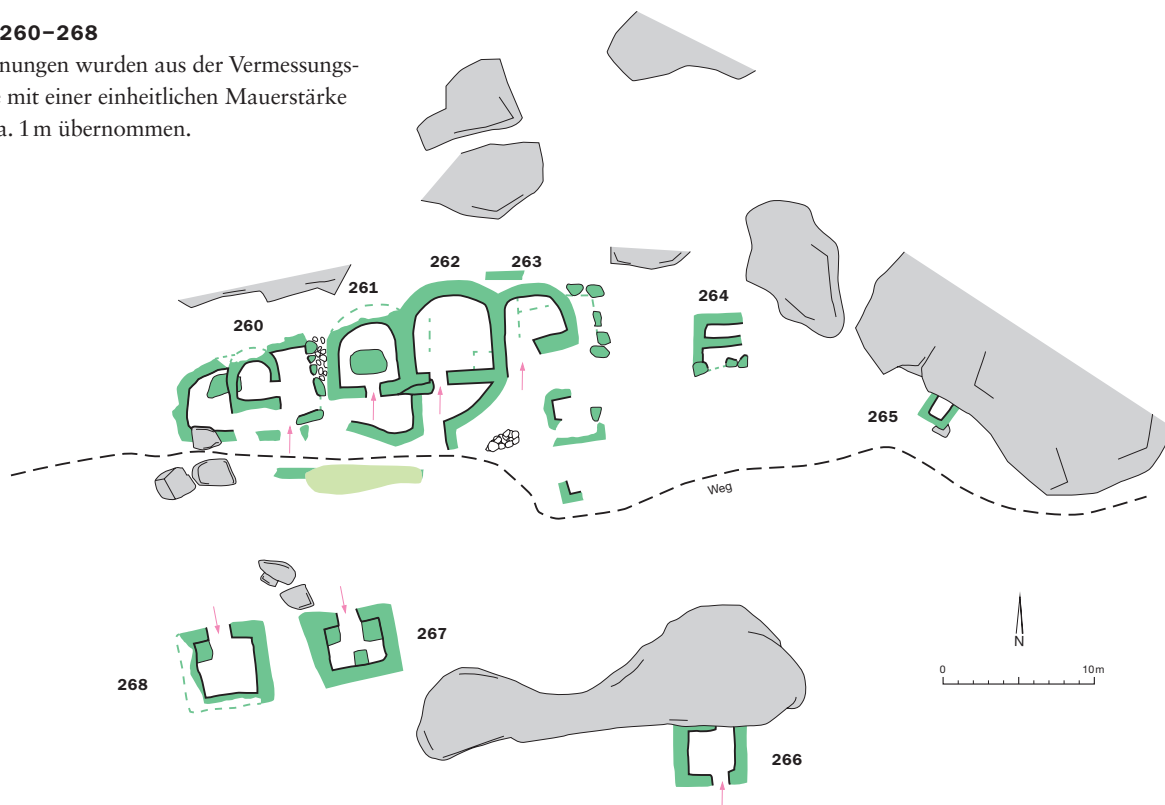 260–268
nungen wurden aus der Vermessungs-
mit einer einheitlichen Mauerstärke
a. 1 m übernommen.
262
263
261
264
260
265
Weg
267
268
N
0
10 m
266